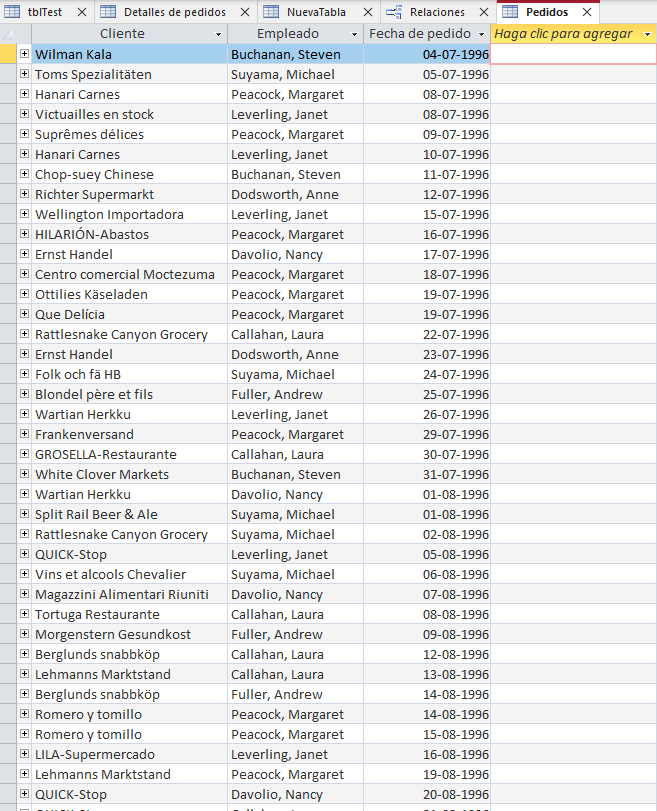 tblTest Detalles de pedidos NuevaTabla Relaciones Pedidos
Cliente Empleado Fecha de pedido Haga clic para agregar
Wilman Kala Buchanan, Steven 04-07-1996
Toms Spezialitäten Suyama, Michael 05-07-1996
Hanari Carnes Peacock, Margaret 08-07-1996
Victuailles en stock Leverling, Janet 08-07-1996
Suprêmes délices Peacock, Margaret 09-07-1996
Hanari Carnes Leverling, Janet 10-07-1996
Chop-suey Chinese Buchanan, Steven 11-07-1996
Richter Supermarkt Dodsworth, Anne 12-07-1996
Wellington Importadora Leverling, Janet 15-07-1996
HILARIÓN-Abastos Peacock, Margaret 16-07-1996
Ernst Handel Davolio, Nancy 17-07-1996
Centro comercial Moctezuma Peacock, Margaret 18-07-1996
Ottilies Käseladen Peacock, Margaret 19-07-1996
Que Delícia Peacock, Margaret 19-07-1996
Rattlesnake Canyon Grocery Callahan, Laura 22-07-1996
Ernst Handel Dodsworth, Anne 23-07-1996
Folk och fä HB Suyama, Michael 24-07-1996
Blondel père et fils Fuller, Andrew 25-07-1996
Wartian Herkku Leverling, Janet 26-07-1996
Frankenversand Peacock, Margaret 29-07-1996
GROSELLA-Restaurante Callahan, Laura 30-07-1996
White Clover Markets Buchanan, Steven 31-07-1996
Wartian Herkku Davolio, Nancy 01-08-1996
Split Rail Beer & Ale Suyama, Michael 01-08-1996
Rattlesnake Canyon Grocery Suyama, Michael 02-08-1996
QUICK-Stop Leverling, Janet 05-08-1996
Vins et alcools Chevalier Suyama, Michael 06-08-1996
Magazzini Alimentari Riuniti Davolio, Nancy 07-08-1996
Tortuga Restaurante Callahan, Laura 08-08-1996
Morgenstern Gesundkost Fuller, Andrew 09-08-1996
Berglunds snabbköp Callahan, Laura 12-08-1996
Lehmanns Marktstand Callahan, Laura 13-08-1996
Berglunds snabbköp Fuller, Andrew 14-08-1996
Romero y tomillo Peacock, Margaret 14-08-1996
Romero y tomillo Peacock, Margaret 15-08-1996
LILA-Supermercado Leverling, Janet 16-08-1996
Lehmanns Marktstand Peacock, Margaret 19-08-1996
QUICK-Stop Davolio, Nancy 20-08-1996